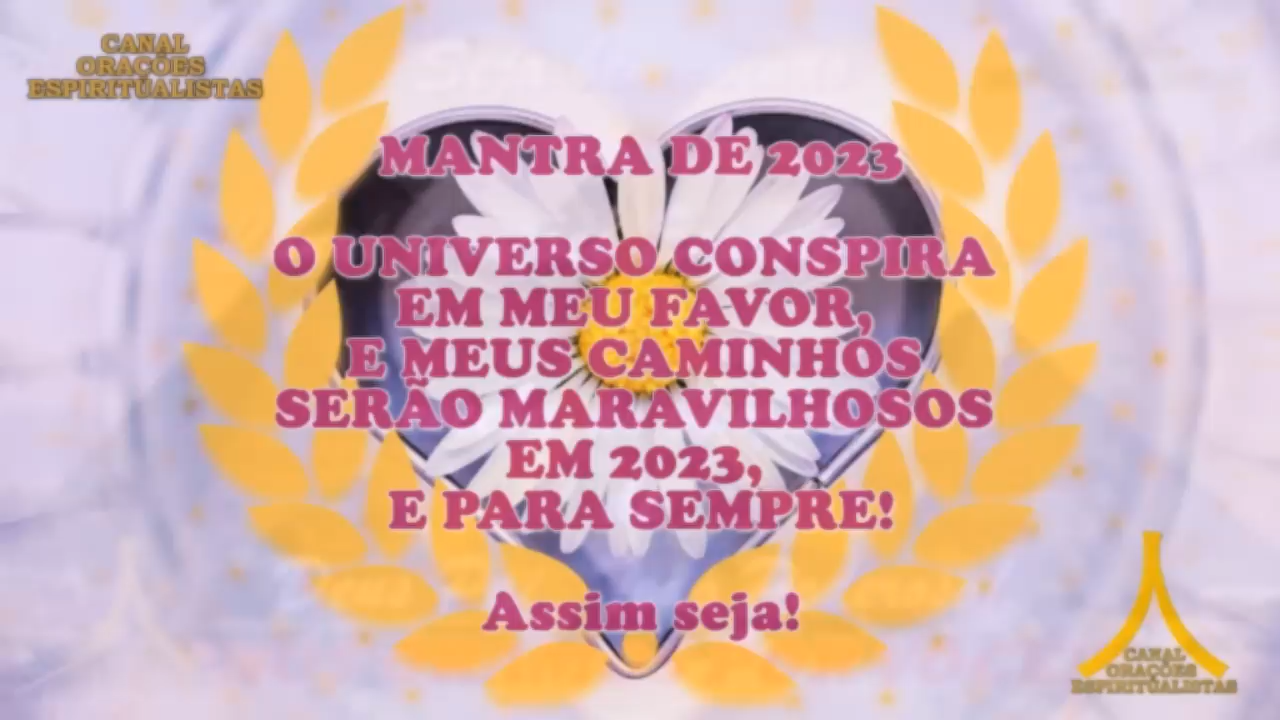 CANAL
ORAÇÕES
ESPIRITUALISTAS
MANTRA DE 2023
O UNIVERSO CONSPIRA
EM MEU FAVOR,
E MEUS CAMINHOS
SERÃO MARAVILHOSOS
EM 2023,
E PARA SEMPRE!
Assim seja!
CANAL
ORAÇÕES
ESPIRITUALISTAS